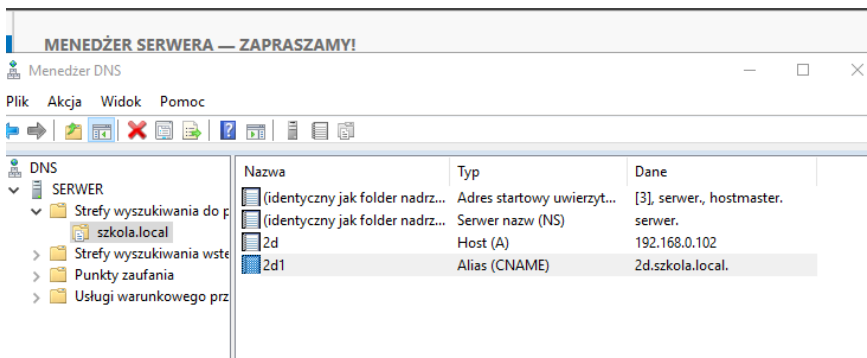 MENEDŻER SERWERA — ZAPRASZAMY!
Menedżer DNS
Plik Akcja Widok Pomoc
DNS
SERWER
Strefy wyszukiwania do p
szkola.local
Strefy wyszukiwania wste
Punkty zaufania
Usługi warunkowego prz
Nazwa Typ Dane
(identyczny jak folder nadrz... Adres startowy uwierzyt... [3], serwer., hostmaster.
(identyczny jak folder nadrz... Serwer nazw (NS) serwer.
2d Host (A) 192.168.0.102
2d1 Alias (CNAME) 2d.szkola.local.